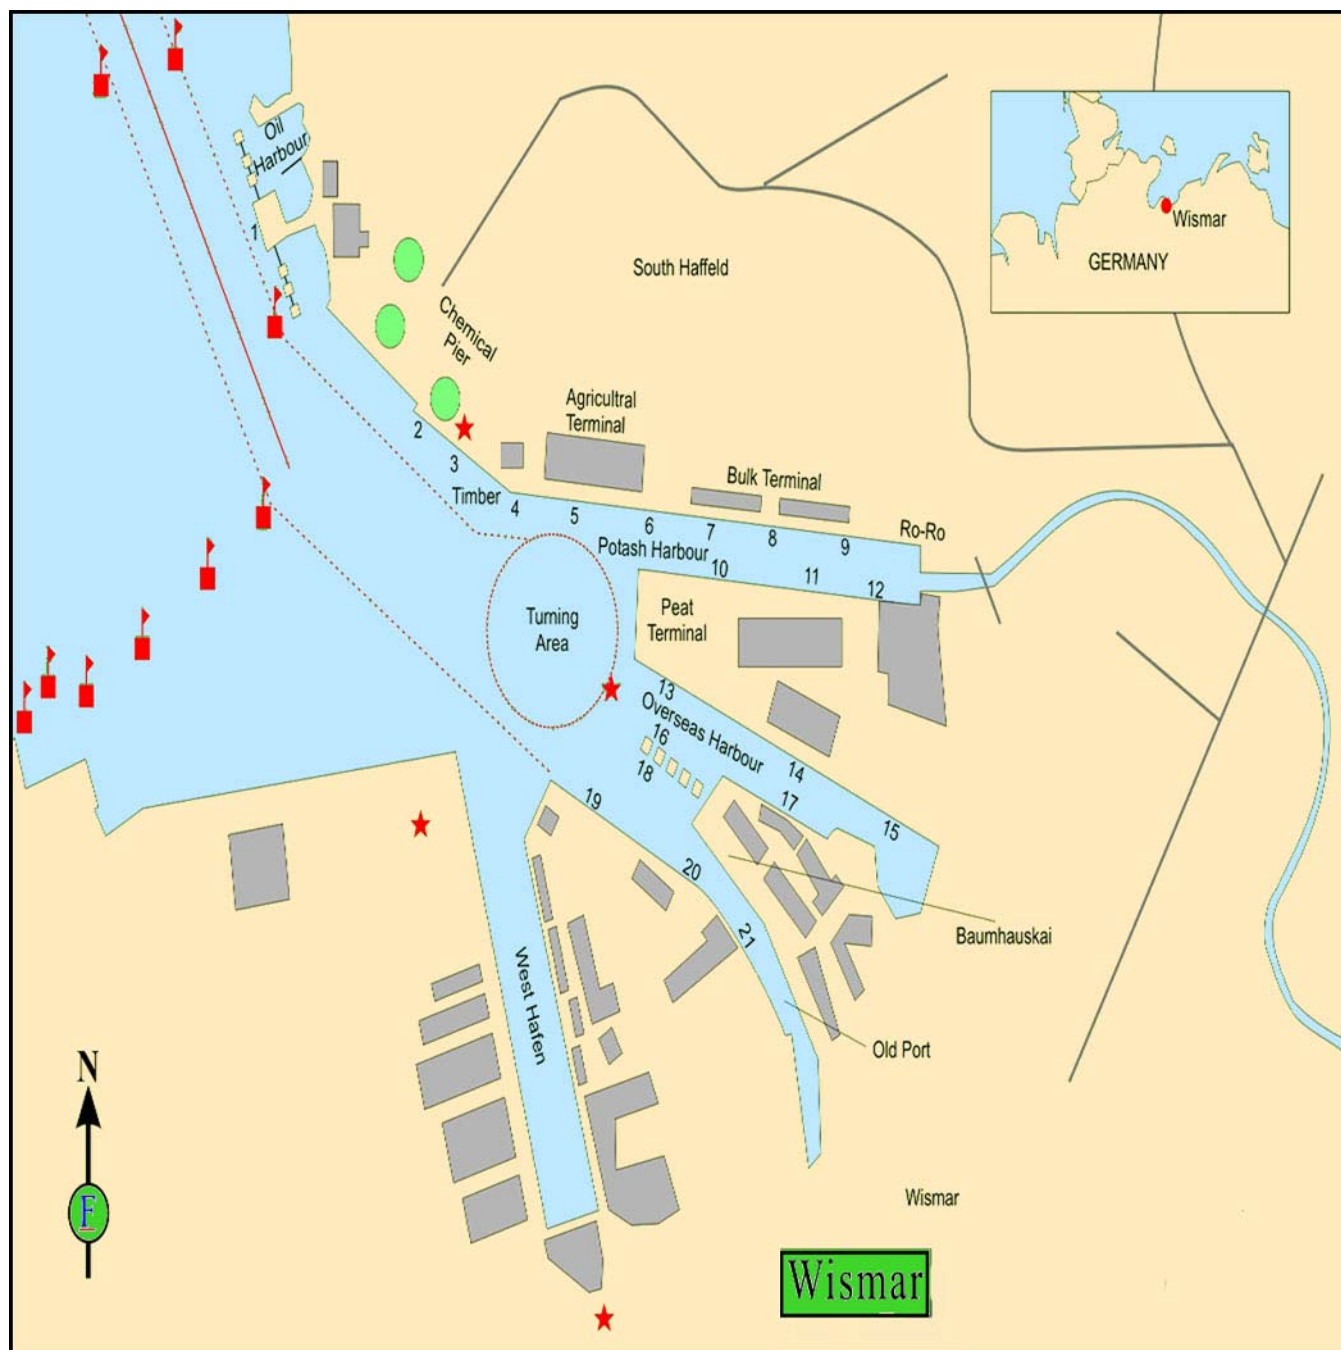 Oil
Harbour
1
Wismar
GERMANY
South Haffeld
Chemical
Pier
Agricultral
Terminal
2
3
Timber
4
5
6
7
8
9
Bulk Terminal
Ro-Ro
Potash Harbour
10
11
12
Turning
Area
Peat
Terminal
13
Overseas Harbour
16
18
14
17
15
19
20
21
Baumhauskai
West Hafen
Old Port
N
F
Wismar
Wismar